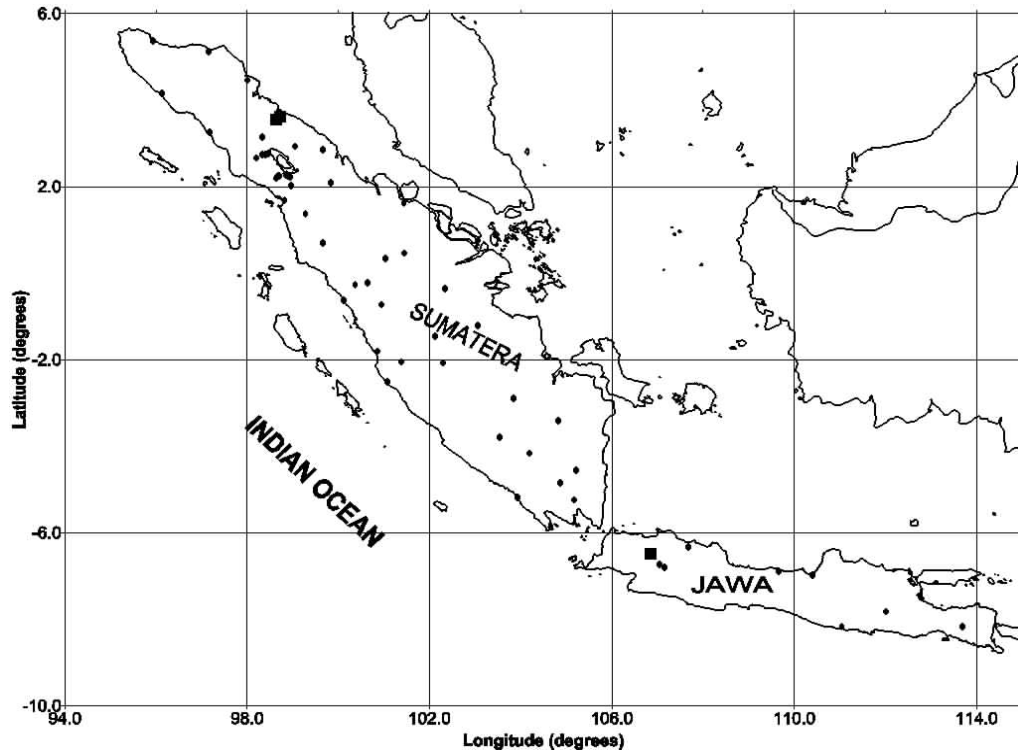 6.0
2.0
-2.0
-6.0
-10.0
Latitude (degrees)
SUMATERA
INDIAN OCEAN
JAWA
94.0 98.0 102.0 106.0 110.0 114.0
Longitude (degrees)